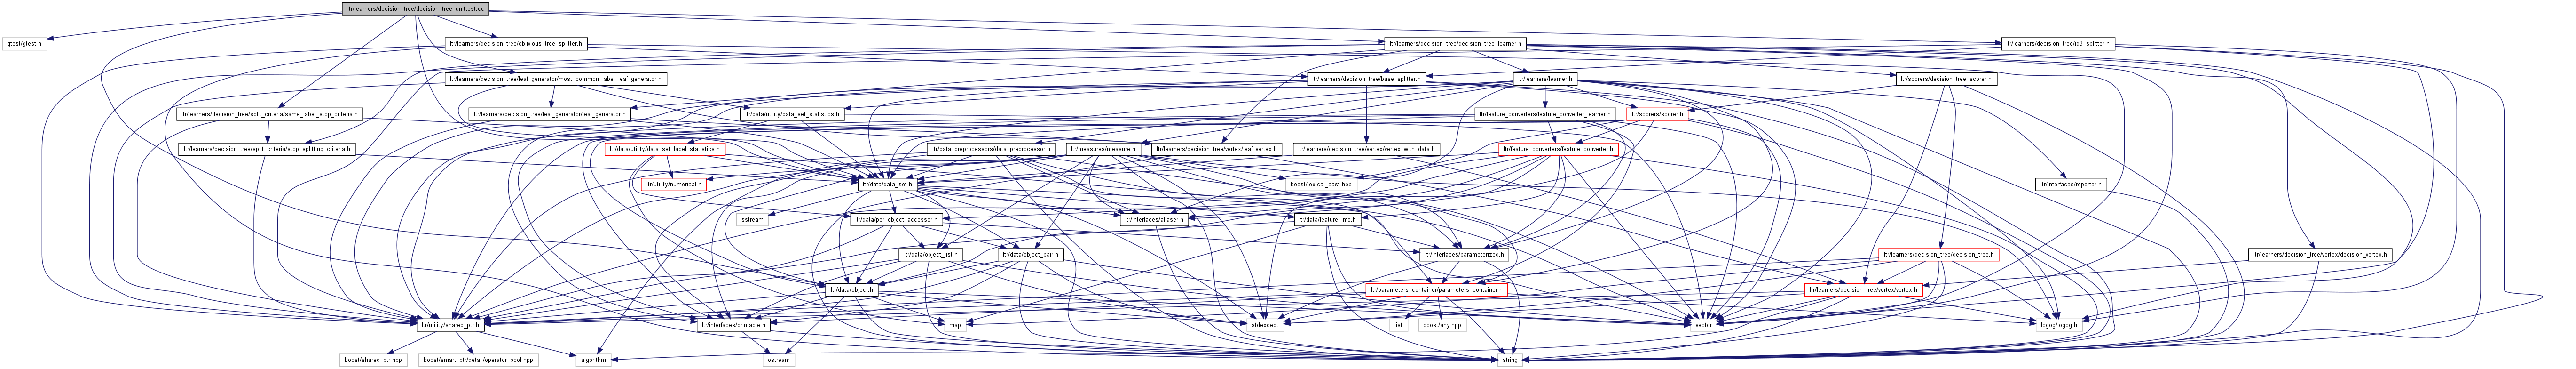 ltr/learners/decision_tree/decision_tree_unittest.cc
gtest/gtest.h
ltr/learners/decision_tree/oblivious_tree_splitter.h
ltr/learners/decision_tree/decision_tree_learner.h
ltr/learners/decision_tree/id3_splitter.h
ltr/learners/decision_tree/leaf_generator/most_common_label_leaf_generator.h
ltr/learners/decision_tree/base_splitter.h
ltr/learners/learner.h
ltr/scorers/decision_tree_scorer.h
ltr/learners/decision_tree/split_criteria/same_label_stop_criteria.h
ltr/learners/decision_tree/leaf_generator/leaf_generator.h
ltr/data/utility/data_set_statistics.h
ltr/feature_converters/feature_converter_learner.h
ltr/scorers/scorer.h
ltr/learners/decision_tree/split_criteria/stop_splitting_criteria.h
ltr/data/utility/data_set_label_statistics.h
ltr/data_preprocessors/data_preprocessor.h
ltr/measures/measure.h
ltr/learners/decision_tree/vertex/leaf_vertex.h
ltr/learners/decision_tree/vertex/vertex_with_data.h
ltr/feature_converters/feature_converter.h
ltr/utility/numerical.h
ltr/data/data_set.h
boost/lexical_cast.hpp
ltr/interfaces/reporter.h
sstream
ltr/data/per_object_accessor.h
ltr/interfaces/aliaser.h
ltr/data/feature_info.h
ltr/data/object_list.h
ltr/data/object_pair.h
ltr/interfaces/parameterized.h
ltr/learners/decision_tree/decision_tree.h
ltr/learners/decision_tree/vertex/decision_vertex.h
ltr/data/object.h
ltr/parameters_container/parameters_container.h
ltr/learners/decision_tree/vertex/vertex.h
ltr/utility/shared_ptr.h
ltr/interfaces/printable.h
map
stdexcept
list
boost/any.hpp
vector
logog/logog.h
boost/shared_ptr.hpp
boost/smart_ptr/detail/operator_bool.hpp
algorithm
ostream
string